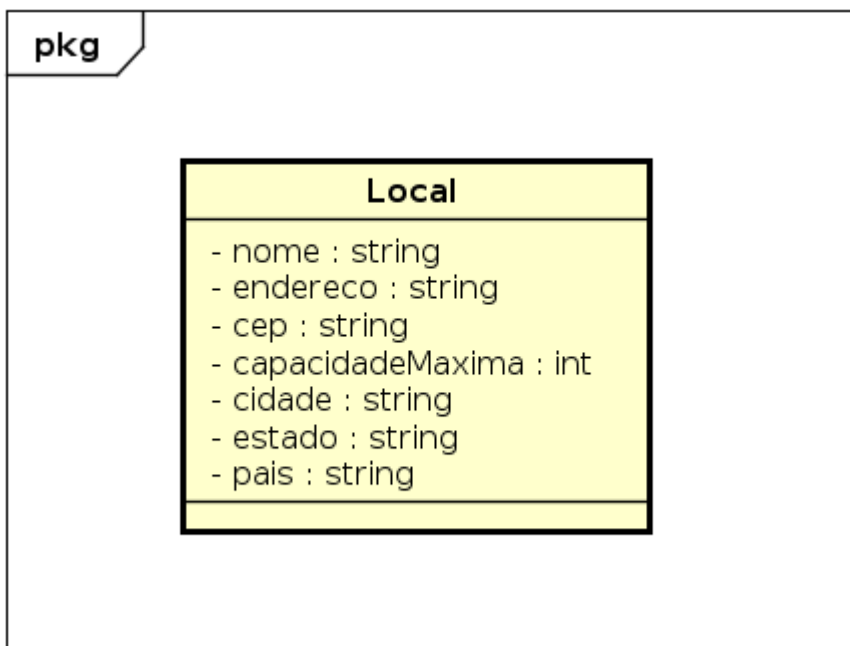 pkg
Local
- nome : string
- endereco : string
- cep : string
- capacidadeMaxima : int
- cidade : string
- estado : string
- pais : string